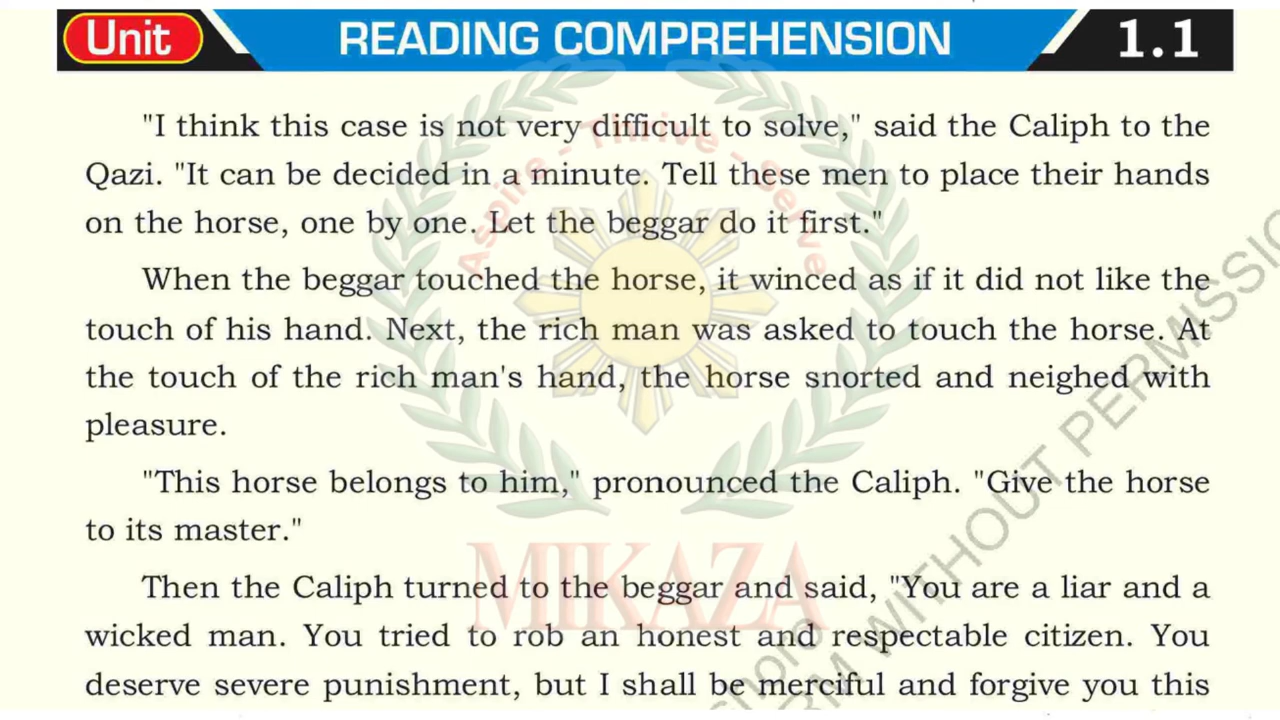 Unit READING COMPREHENSION 1.1
"I think this case is not very difficult to solve," said the Caliph to the
Qazi. "It can be decided in a minute. Tell these men to place their hands
on the horse, one by one. Let the beggar do it first."
When the beggar touched the horse, it winced as if it did not like the
touch of his hand. Next, the rich man was asked to touch the horse. At
the touch of the rich man's hand, the horse snorted and neighed with
pleasure.
"This horse belongs to him," pronounced the Caliph. "Give the horse
to its master."
Then the Caliph turned to the beggar and said, "You are a liar and a
wicked man. You tried to rob an honest and respectable citizen. You
deserve severe punishment, but I shall be merciful and forgive you this
Aspire - Thrive - Serve
MIKAZA
WITHOUT PERMISSIO